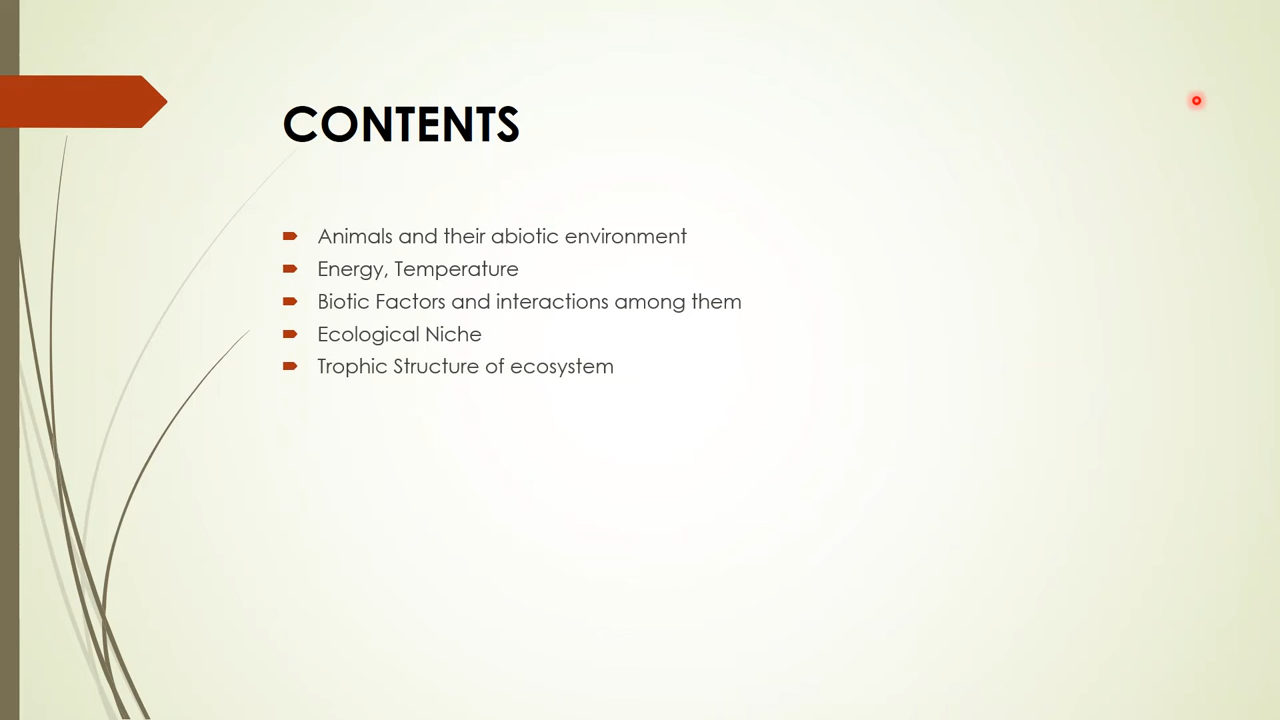 CONTENTS
Animals and their abiotic environment
Energy, Temperature
Biotic Factors and interactions among them
Ecological Niche
Trophic Structure of ecosystem